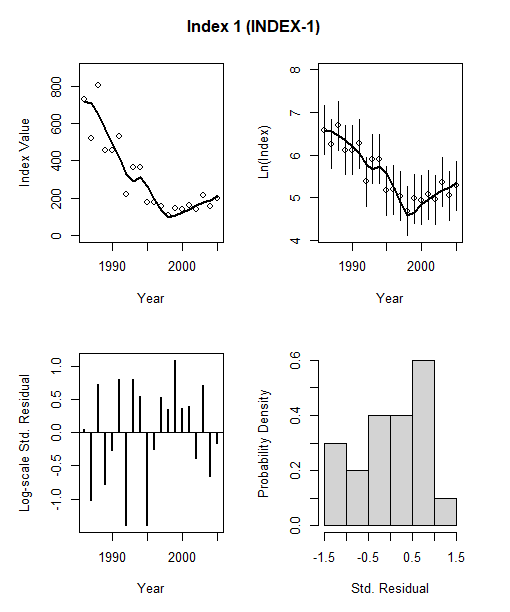 Index 1 (INDEX-1)
Index Value
0 200 400 600 800
1990 2000
Year
Ln(Index)
4 5 6 7 8
1990 2000
Year
Log-scale Std. Residual
-1.0 -0.5 0.0 0.5 1.0
1990 2000
Year
Probability Density
0.0 0.2 0.4 0.6
-1.5 -0.5 0.5 1.5
Std. Residual